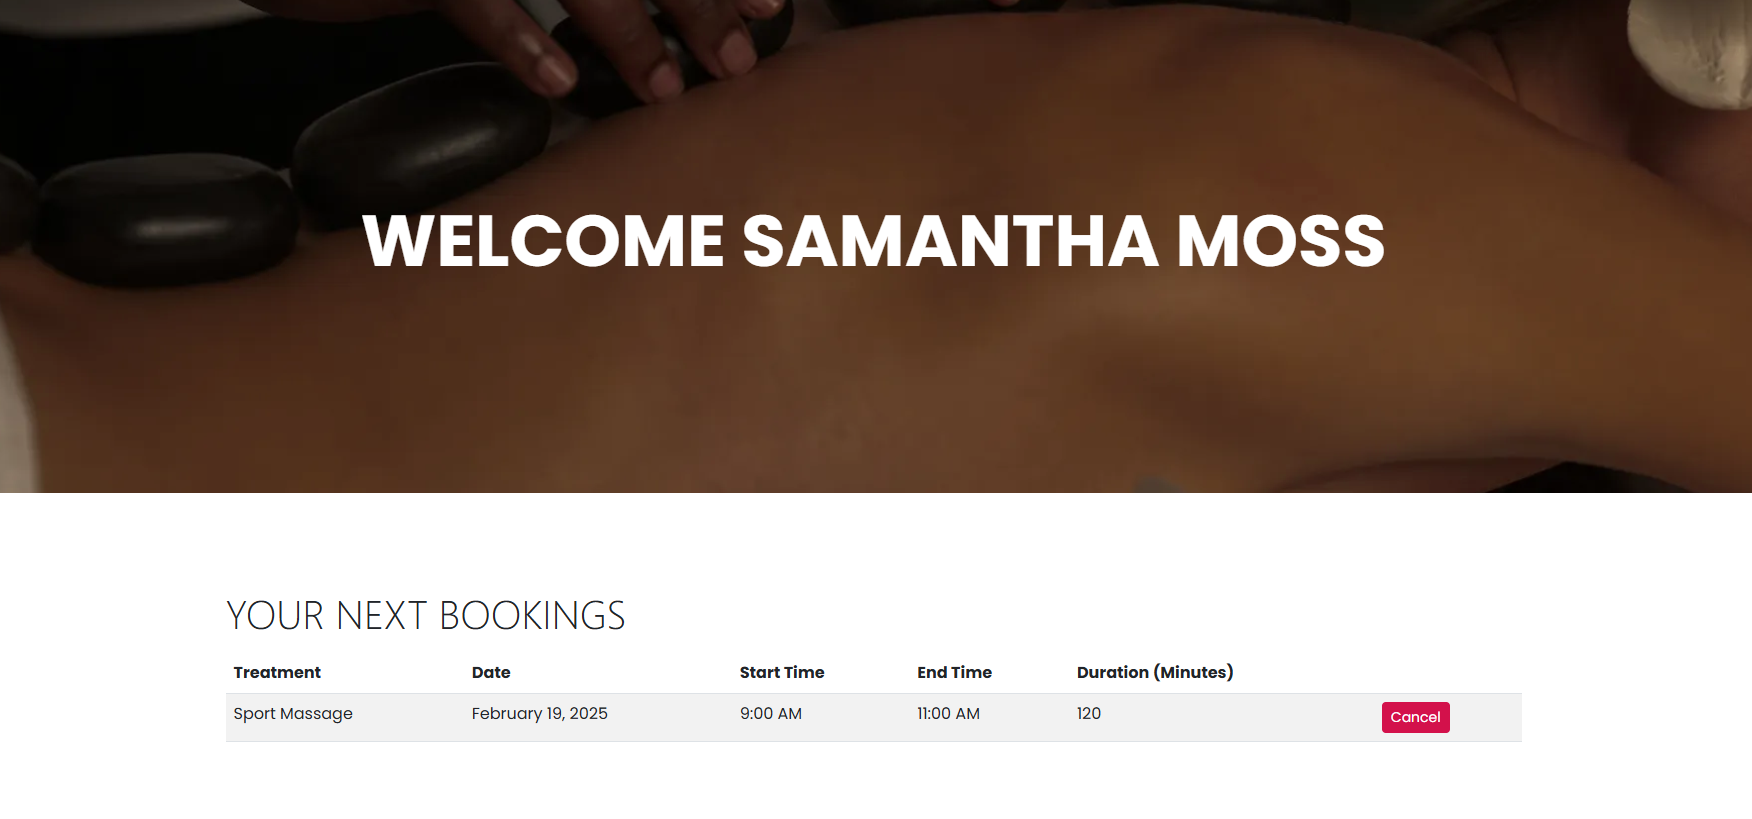 WELCOME SAMANTHA MOSS
YOUR NEXT BOOKINGS
Treatment Date Start Time End Time Duration (Minutes)
Sport Massage February 19, 2025 9:00 AM 11:00 AM 120 Cancel